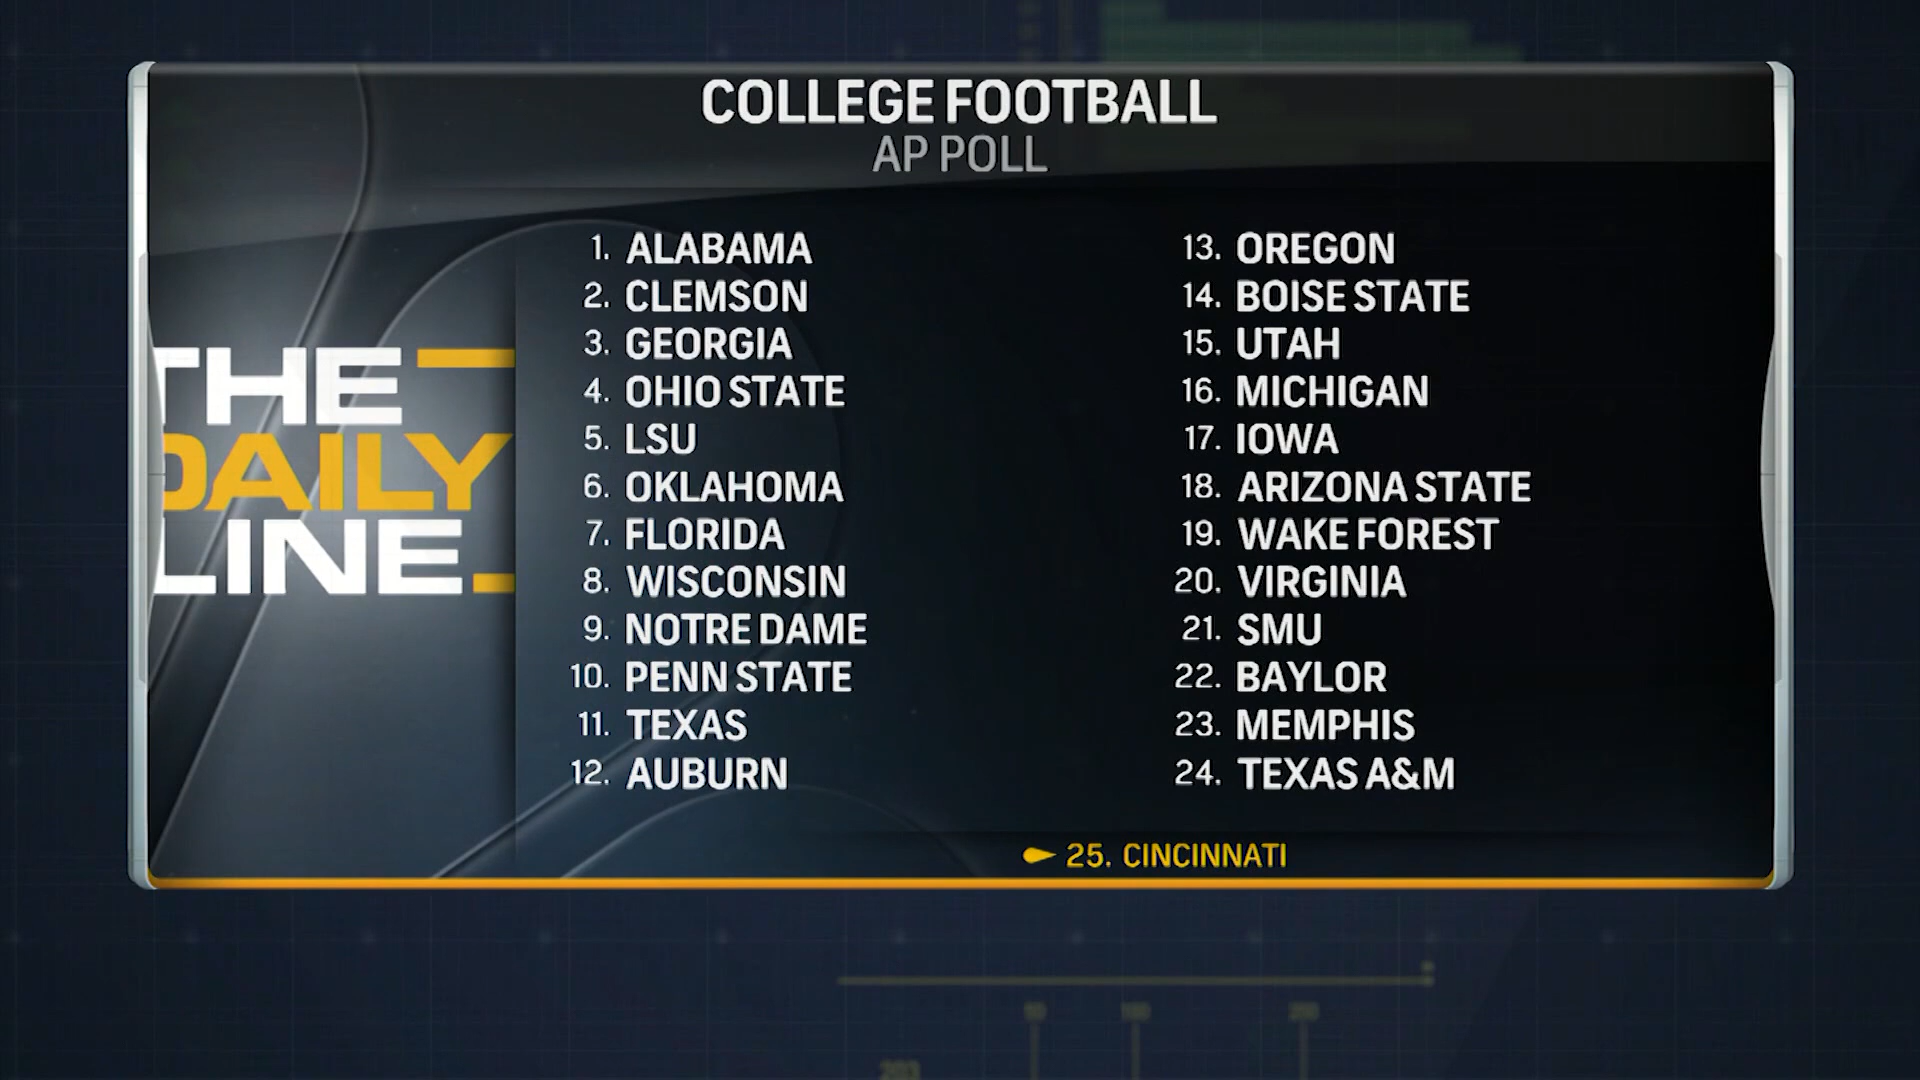 COLLEGE FOOTBALL
AP POLL
THE
DAILY
LINE
1. ALABAMA
2. CLEMSON
3. GEORGIA
4. OHIO STATE
5. LSU
6. OKLAHOMA
7. FLORIDA
8. WISCONSIN
9. NOTRE DAME
10. PENN STATE
11. TEXAS
12. AUBURN
13. OREGON
14. BOISE STATE
15. UTAH
16. MICHIGAN
17. IOWA
18. ARIZONA STATE
19. WAKE FOREST
20. VIRGINIA
21. SMU
22. BAYLOR
23. MEMPHIS
24. TEXAS A&M
25. CINCINNATI